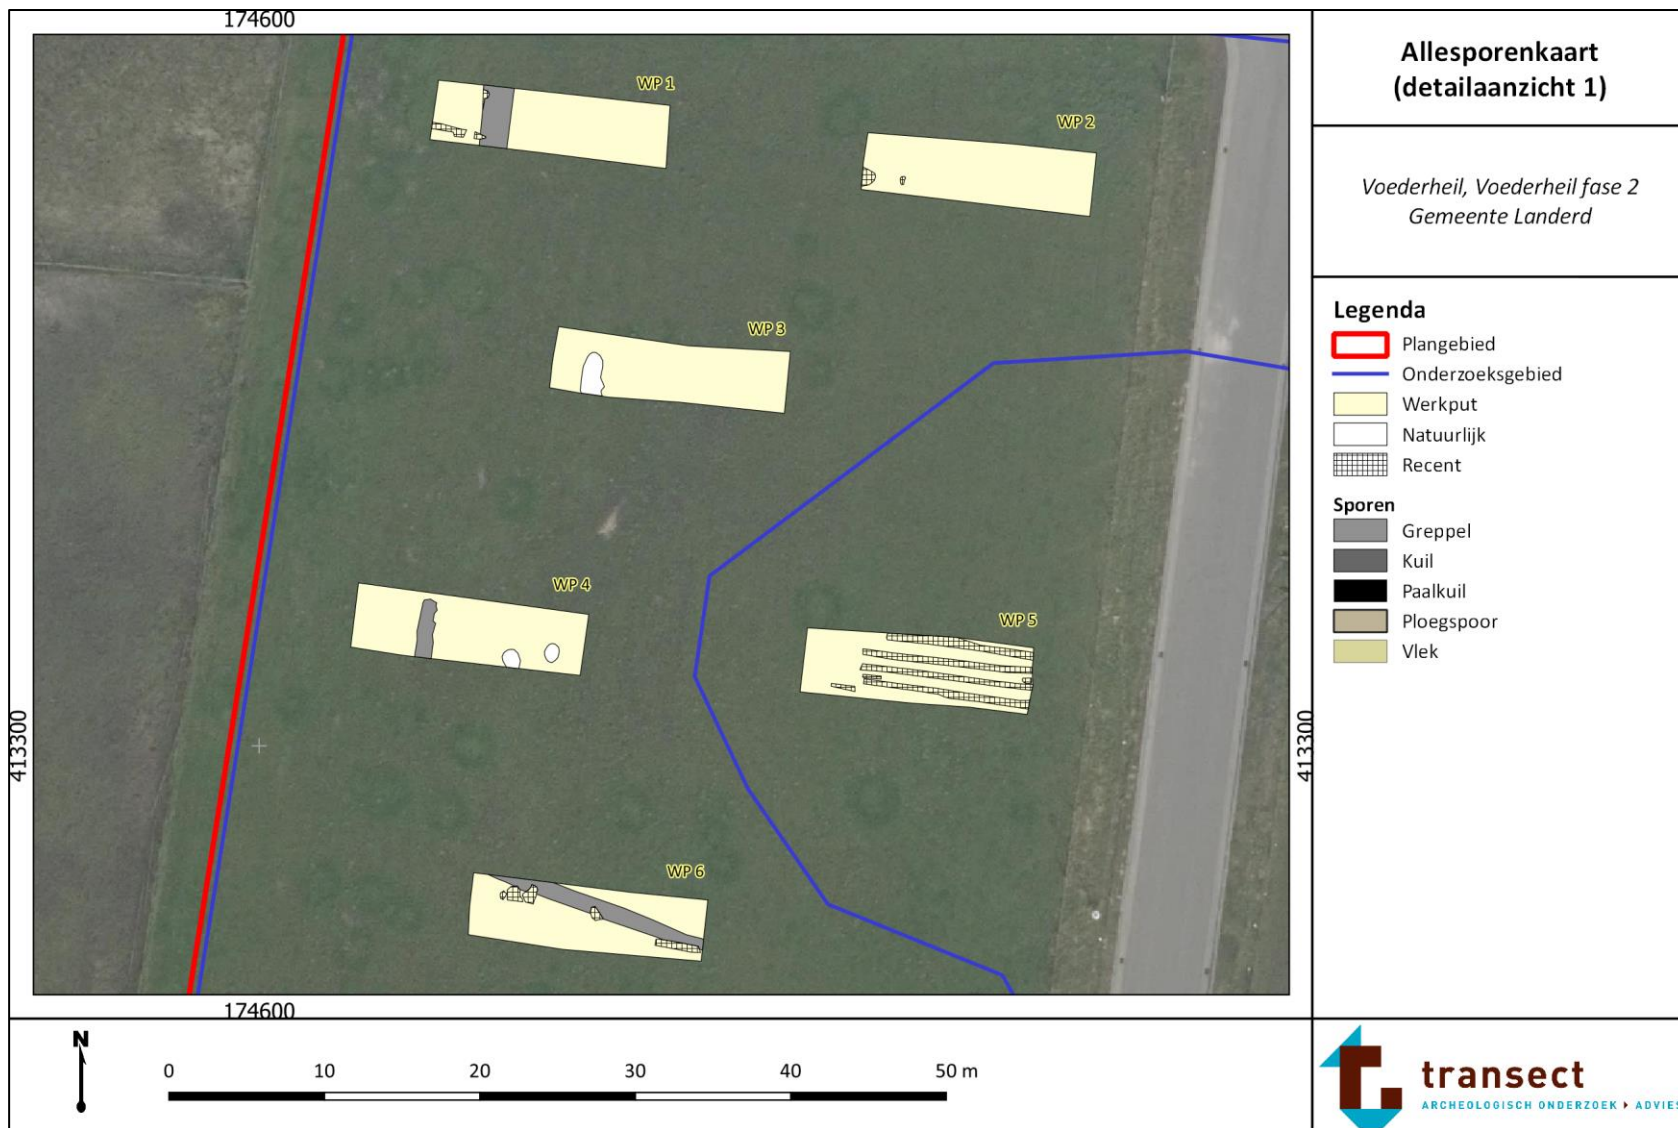 174600
WP 1
WP 2
WP 3
WP 4
WP 5
WP 6
413300
413300
174600
N
0 10 20 30 40 50 m
Allesporenkaart
(detailaanzicht 1)
Voederheil, Voederheil fase 2
Gemeente Landerd
Legenda
Plangebied
Onderzoeksgebied
Werkput
Natuurlijk
Recent
Sporen
Greppel
Kuil
Paalkuil
Ploegspoor
Vlek
transect
ARCHEOLOGISCH ONDERZOEK ▸ ADVIES